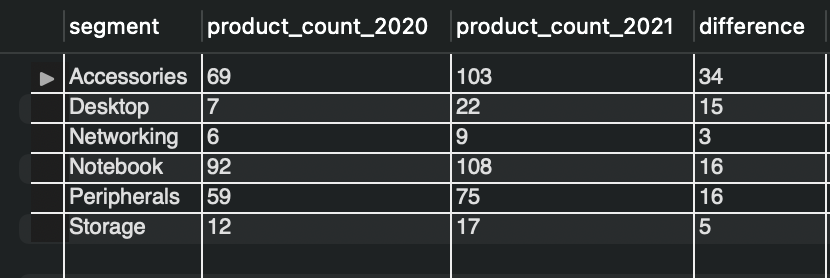 segment product_count_2020 product_count_2021 difference
Accessories 69 103 34
Desktop 7 22 15
Networking 6 9 3
Notebook 92 108 16
Peripherals 59 75 16
Storage 12 17 5